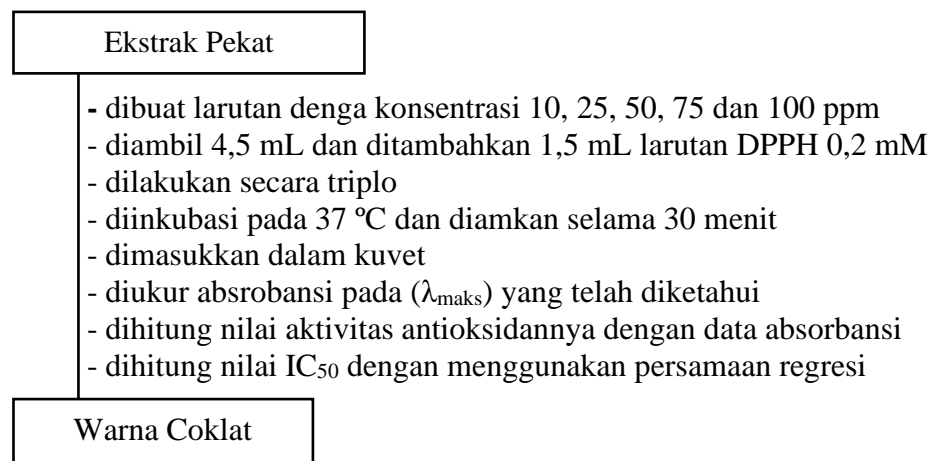 Ekstrak Pekat
- dibuat larutan denga konsentrasi 10, 25, 50, 75 dan 100 ppm
- diambil 4,5 mL dan ditambahkan 1,5 mL larutan DPPH 0,2 mM
- dilakukan secara triplo
- diinkubasi pada 37 ºC dan diamkan selama 30 menit
- dimasukkan dalam kuvet
- diukur absrobansi pada (λmaks) yang telah diketahui
- dihitung nilai aktivitas antioksidannya dengan data absorbansi
- dihitung nilai IC50 dengan menggunakan persamaan regresi
Warna Coklat